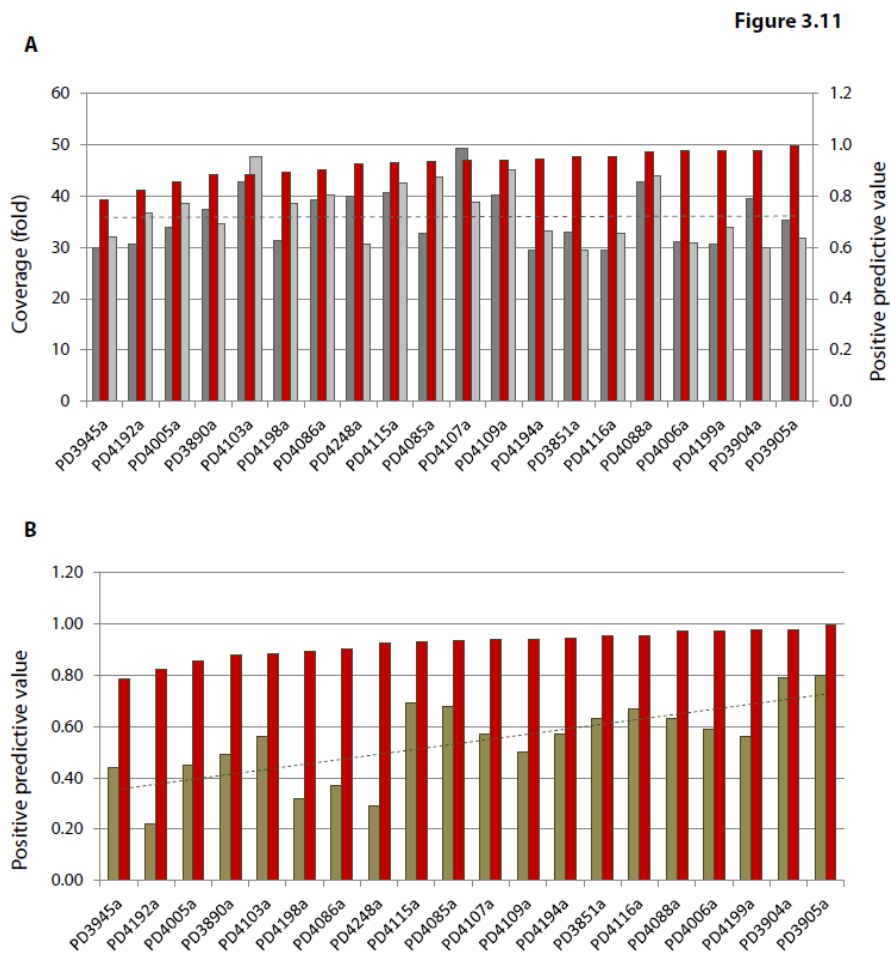 Figure 3.11
A
60
50
40
30
20
10
0
Coverage (fold)
1.2
1.0
0.8
0.6
0.4
0.2
0.0
Positive predictive value
PD3945a
PD4192a
PD4005a
PD3890a
PD4103a
PD4198a
PD4086a
PD4248a
PD4115a
PD4085a
PD4107a
PD4109a
PD4194a
PD3851a
PD4116a
PD4088a
PD4006a
PD4199a
PD3904a
PD3905a
B
1.20
1.00
0.80
0.60
0.40
0.20
0.00
Positive predictive value
PD3945a
PD4192a
PD4005a
PD3890a
PD4103a
PD4198a
PD4086a
PD4248a
PD4115a
PD4085a
PD4107a
PD4109a
PD4194a
PD3851a
PD4116a
PD4088a
PD4006a
PD4199a
PD3904a
PD3905a